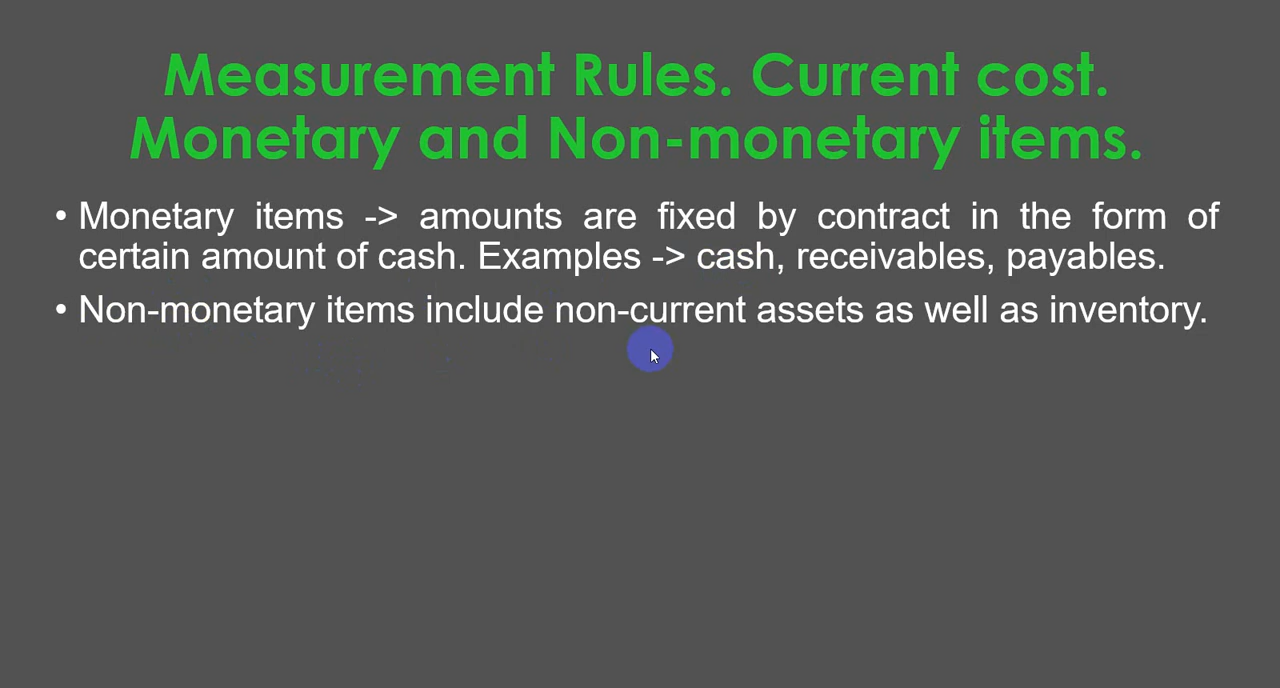 Measurement Rules. Current cost.
Monetary and Non-monetary items.
• Monetary items -> amounts are fixed by contract in the form of
certain amount of cash. Examples -> cash, receivables, payables.
• Non-monetary items include non-current assets as well as inventory.